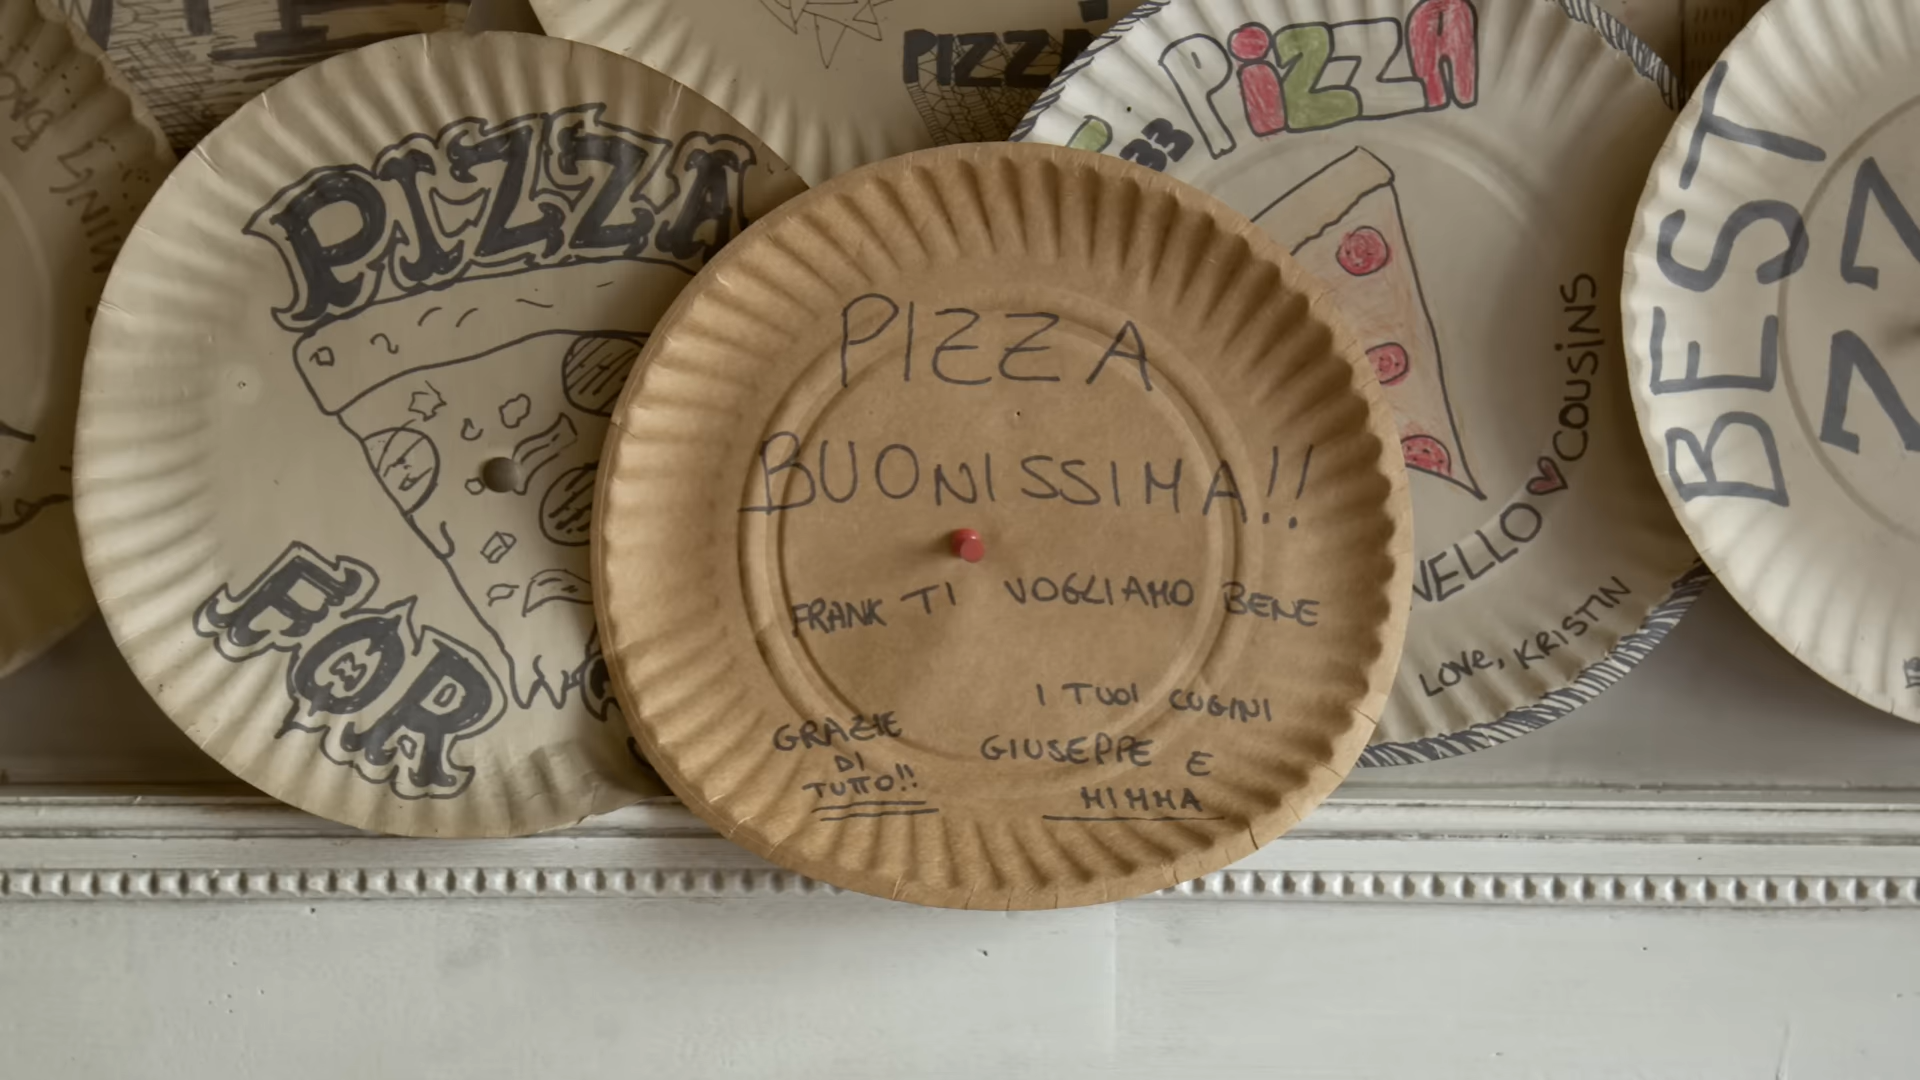 PIZZA
PIZZA
FOR
PIZZA
BUONISSIMA!!
FRANK TI VOGLIAMO BENE
GRAZIE
DI
TUTTO!!
I TUOI CUGINI
GIUSEPPE E
MIMMA
PIZZA
33
COUSINS
LOVE, KRISTIN
BEST